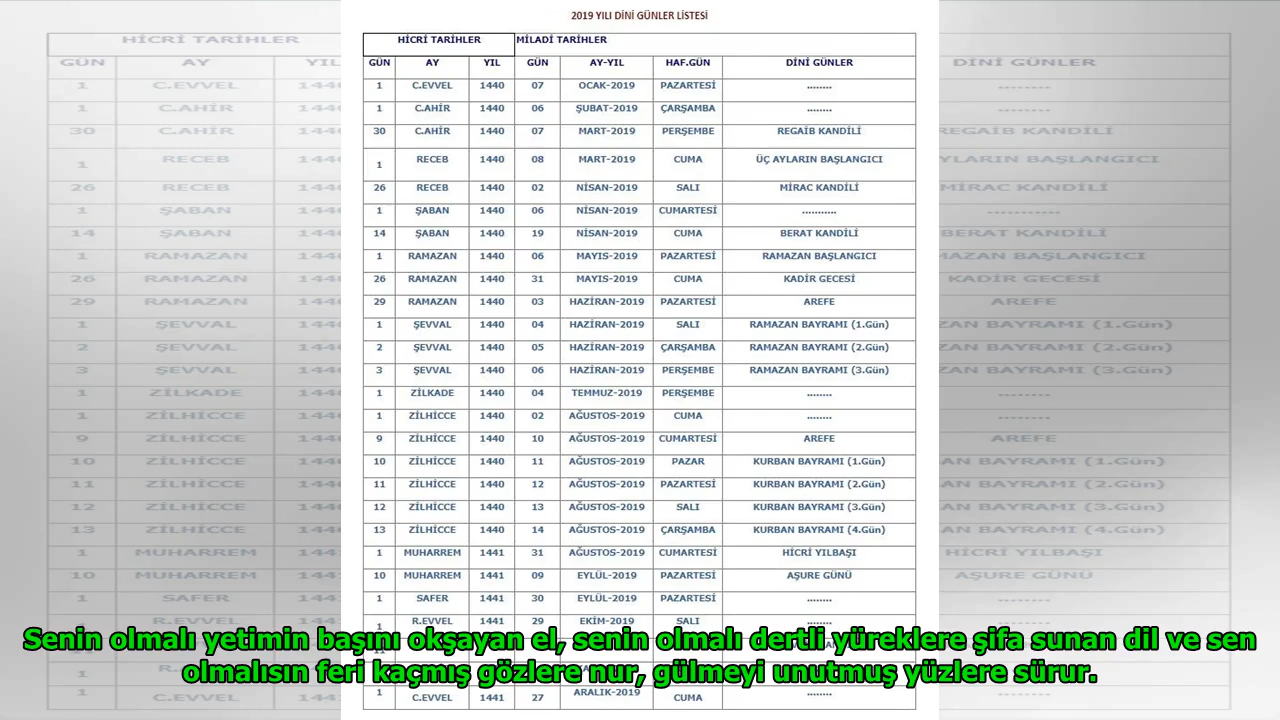 2019 YILI DİNİ GÜNLER LİSTESİ
HİCRİ TARİHLER MİLADİ TARİHLER
GÜN AY YIL GÜN AY-YIL HAF.GÜN DİNİ GÜNLER
1 C.EVVEL 1440 07 OCAK-2019 PAZARTESİ ........
1 C.AHİR 1440 06 ŞUBAT-2019 ÇARŞAMBA ........
30 C.AHİR 1440 07 MART-2019 PERŞEMBE REGAİB KANDİLİ
1 RECEB 1440 08 MART-2019 CUMA ÜÇ AYLARIN BAŞLANGICI
26 RECEB 1440 02 NİSAN-2019 SALI MİRAC KANDİLİ
1 ŞABAN 1440 06 NİSAN-2019 CUMARTESİ ...........
14 ŞABAN 1440 19 NİSAN-2019 CUMA BERAT KANDİLİ
1 RAMAZAN 1440 06 MAYIS-2019 PAZARTESİ RAMAZAN BAŞLANGICI
26 RAMAZAN 1440 31 MAYIS-2019 CUMA KADİR GECESİ
29 RAMAZAN 1440 03 HAZİRAN-2019 PAZARTESİ AREFE
1 ŞEVVAL 1440 04 HAZİRAN-2019 SALI RAMAZAN BAYRAMI (1.Gün)
2 ŞEVVAL 1440 05 HAZİRAN-2019 ÇARŞAMBA RAMAZAN BAYRAMI (2.Gün)
3 ŞEVVAL 1440 06 HAZİRAN-2019 PERŞEMBE RAMAZAN BAYRAMI (3.Gün)
1 ZİLKADE 1440 04 TEMMUZ-2019 PERŞEMBE ........
1 ZİLHİCCE 1440 02 AĞUSTOS-2019 CUMA ........
9 ZİLHİCCE 1440 10 AĞUSTOS-2019 CUMARTESİ AREFE
10 ZİLHİCCE 1440 11 AĞUSTOS-2019 PAZAR KURBAN BAYRAMI (1.Gün)
11 ZİLHİCCE 1440 12 AĞUSTOS-2019 PAZARTESİ KURBAN BAYRAMI (2.Gün)
12 ZİLHİCCE 1440 13 AĞUSTOS-2019 SALI KURBAN BAYRAMI (3.Gün)
13 ZİLHİCCE 1440 14 AĞUSTOS-2019 ÇARŞAMBA KURBAN BAYRAMI (4.Gün)
1 MUHARREM 1441 31 AĞUSTOS-2019 CUMARTESİ HİCRİ YILBAŞI
10 MUHARREM 1441 09 EYLÜL-2019 PAZARTESİ AŞURE GÜNÜ
1 SAFER 1441 30 EYLÜL-2019 PAZARTESİ ........
1 R.EVVEL 1441 29 EKİM-2019 SALI ........
Senin olmalı yetimin başını okşayan el, senin olmalı dertli yüreklere şifa sunan dil ve sen
olmalısın feri kaçmış gözlere nur, gülmeyi unutmuş yüzlere sürur.
1 C.EVVEL 1441 27 ARALIK-2019 CUMA ........